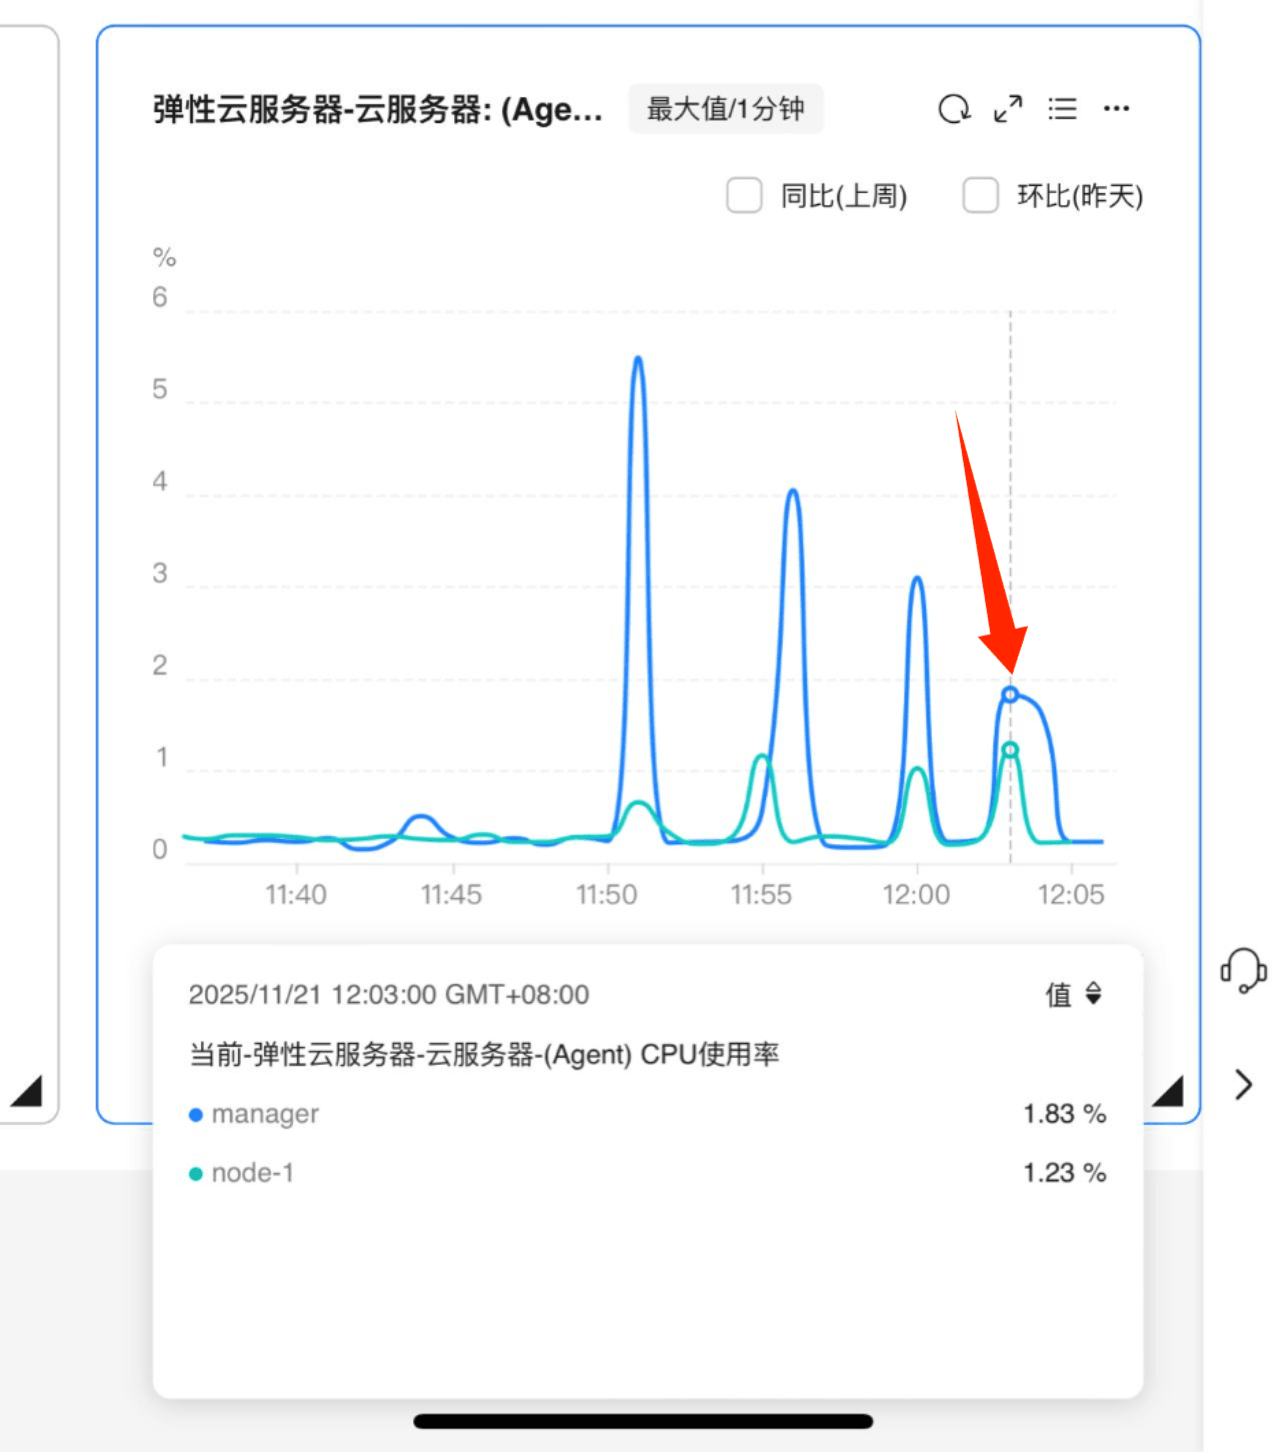 弹性云服务器-云服务器: (Age... 最大值/1分钟
同比(上周) 环比(昨天)
%
6
5
4
3
2
1
0
11:40 11:45 11:50 11:55 12:00 12:05
2025/11/21 12:03:00 GMT+08:00 值
当前-弹性云服务器-云服务器-(Agent) CPU使用率
manager 1.83 %
node-1 1.23 %